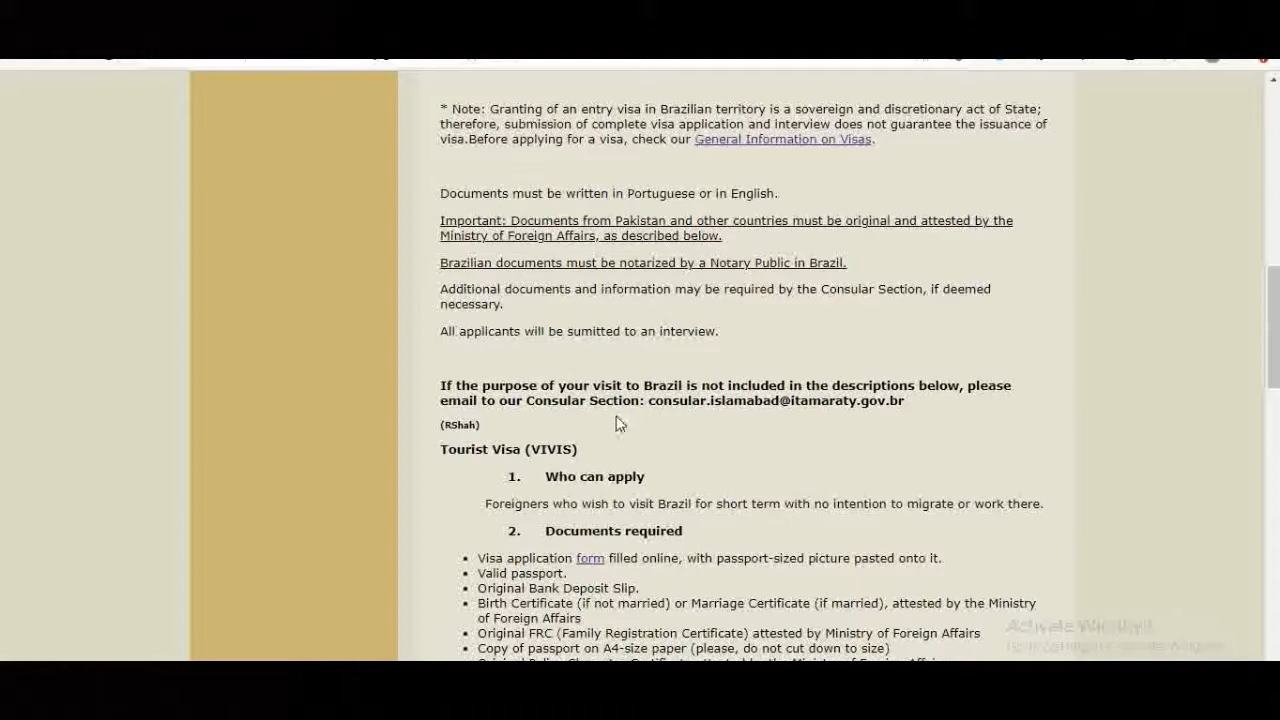 * Note: Granting of an entry visa in Brazilian territory is a sovereign and discretionary act of State;
therefore, submission of complete visa application and interview does not guarantee the issuance of
visa.Before applying for a visa, check our General Information on Visas.
Documents must be written in Portuguese or in English.
Important: Documents from Pakistan and other countries must be original and attested by the
Ministry of Foreign Affairs, as described below.
Brazilian documents must be notarized by a Notary Public in Brazil.
Additional documents and information may be required by the Consular Section, if deemed
necessary.
All applicants will be sumitted to an interview.
If the purpose of your visit to Brazil is not included in the descriptions below, please
email to our Consular Section: consular.islamabad@itamaraty.gov.br
(RShah)
Tourist Visa (VIVIS)
1. Who can apply
Foreigners who wish to visit Brazil for short term with no intention to migrate or work there.
2. Documents required
• Visa application form filled online, with passport-sized picture pasted onto it.
• Valid passport.
• Original Bank Deposit Slip.
• Birth Certificate (if not married) or Marriage Certificate (if married), attested by the Ministry
of Foreign Affairs
• Original FRC (Family Registration Certificate) attested by Ministry of Foreign Affairs
• Copy of passport on A4-size paper (please, do not cut down to size)